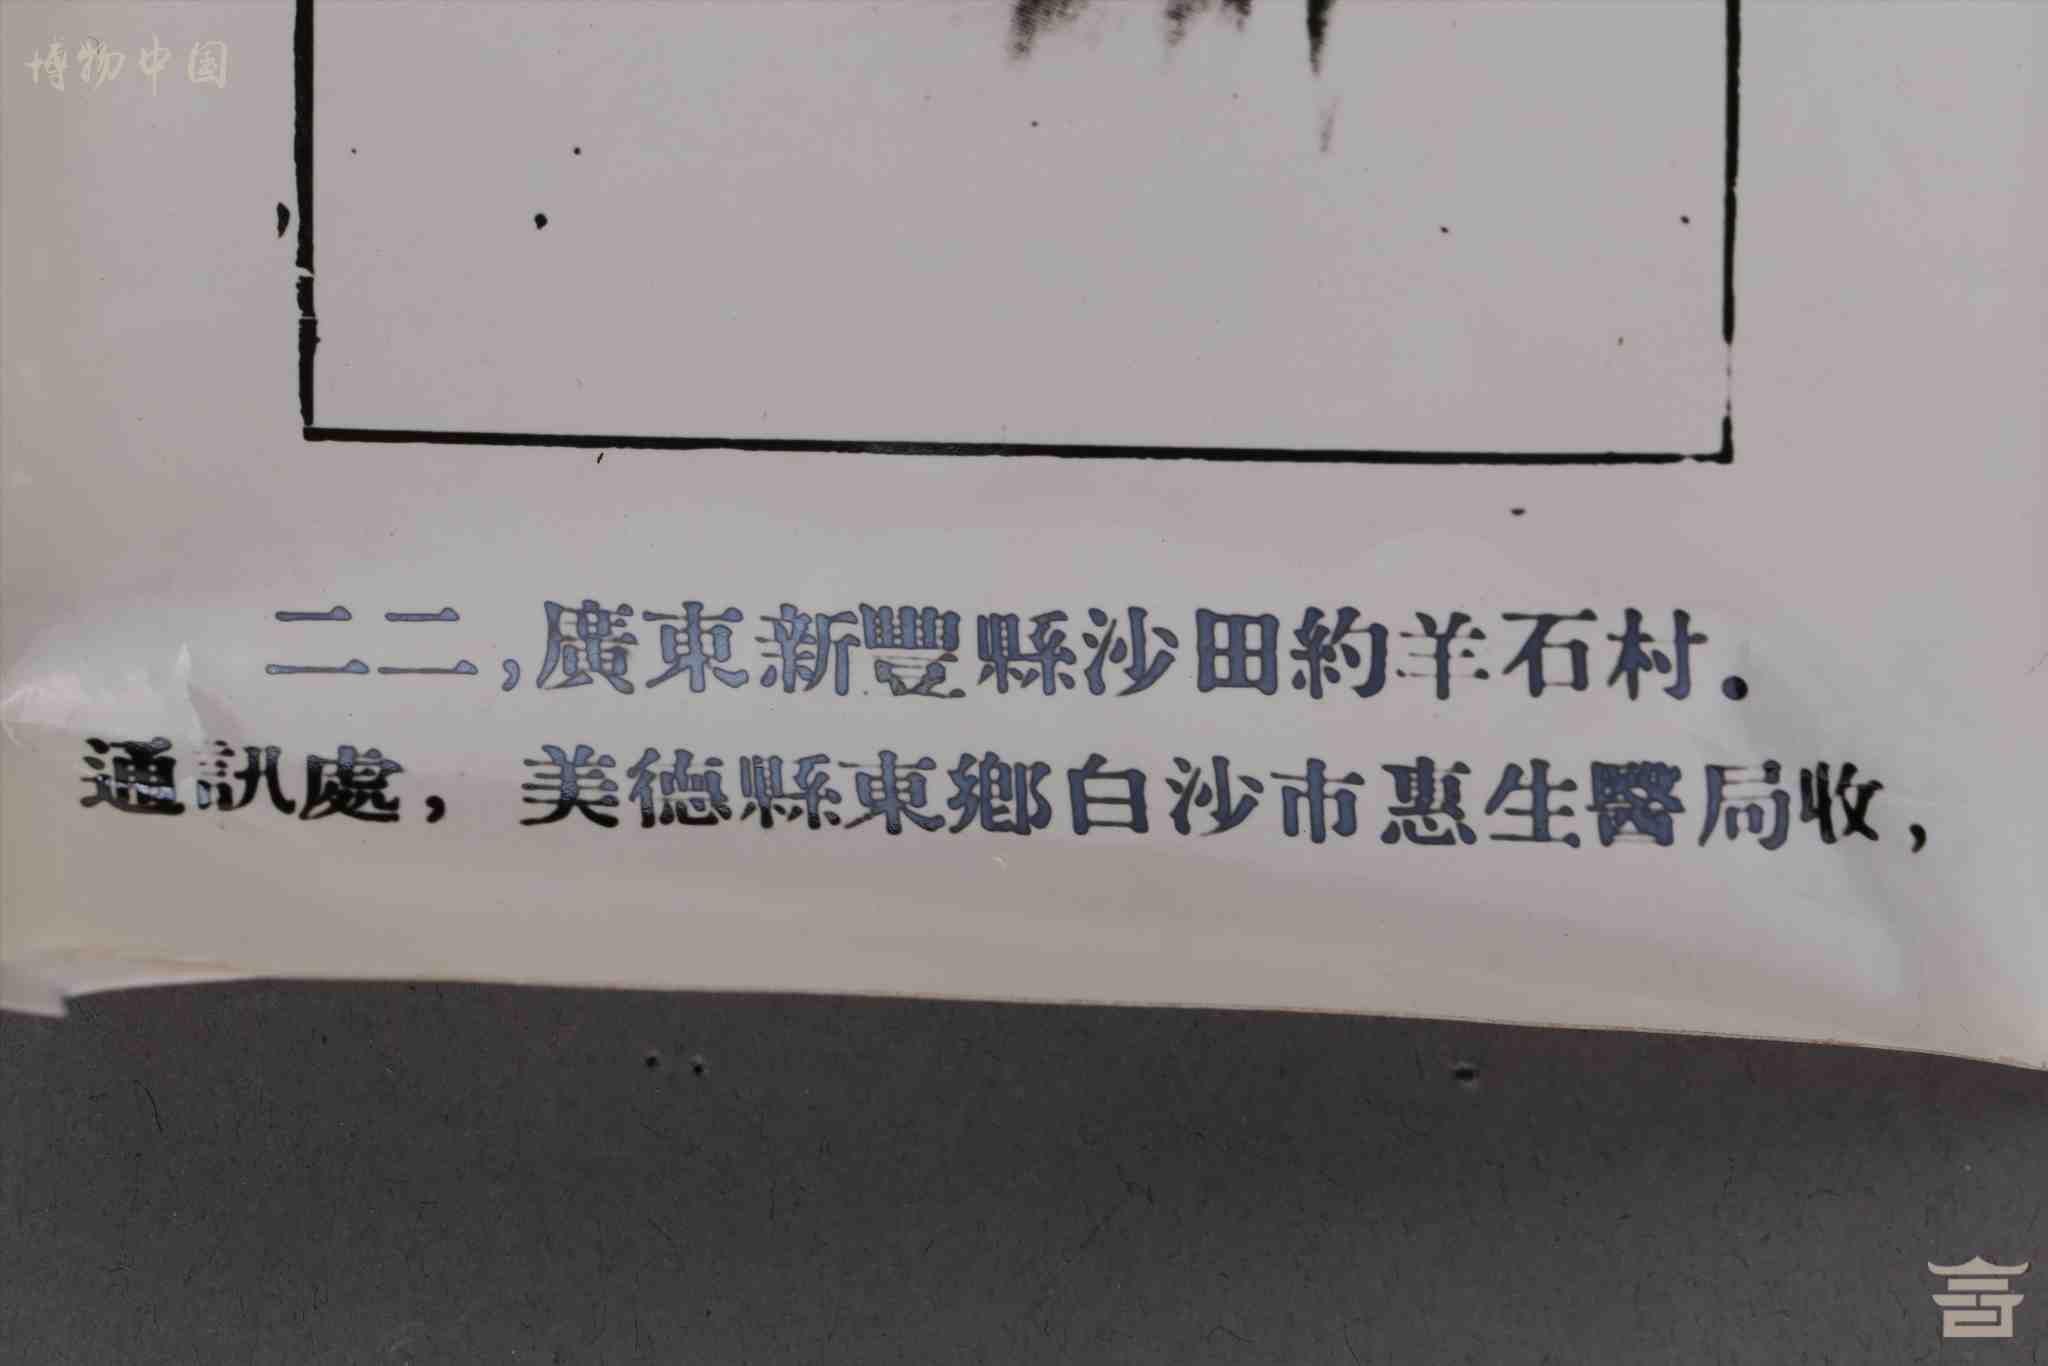 博物中国
二二,廣東新豐縣沙田約羊石村.
通訊處,美德縣東鄉白沙市惠生醫局收,